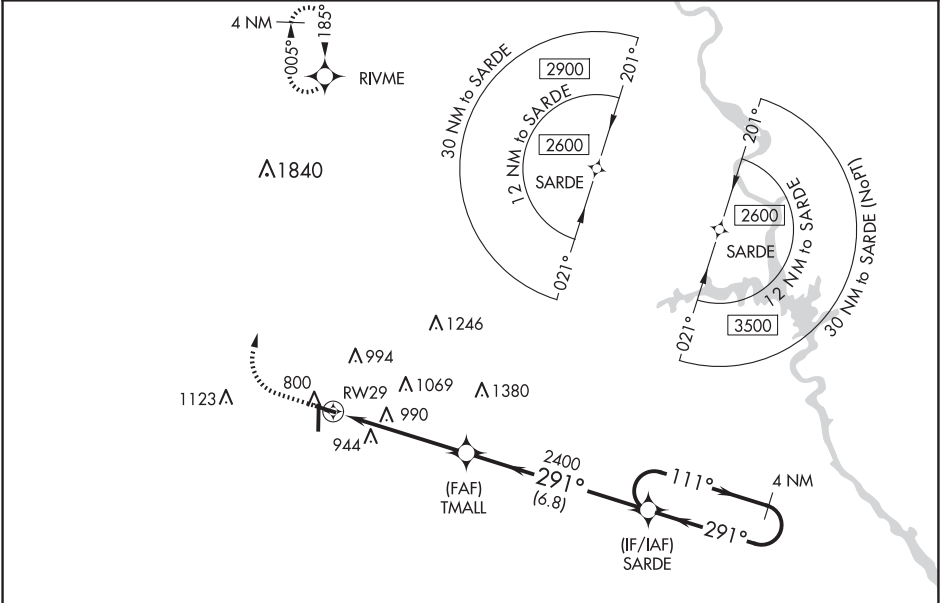 4 NM
185°
005°
RIVME
1840
30 NM to SARDE
2900
201°
12 NM to SARDE
2600
SARDE
021°
201°
2600
SARDE
12 NM to SARDE
30 NM to SARDE (NoPT)
3500
021°
1246
994
1069
1380
1123
800
RW29
990
944
(FAF)
TMALL
2400
291°
(6.8)
111°
4 NM
291°
(IF/IAF)
SARDE